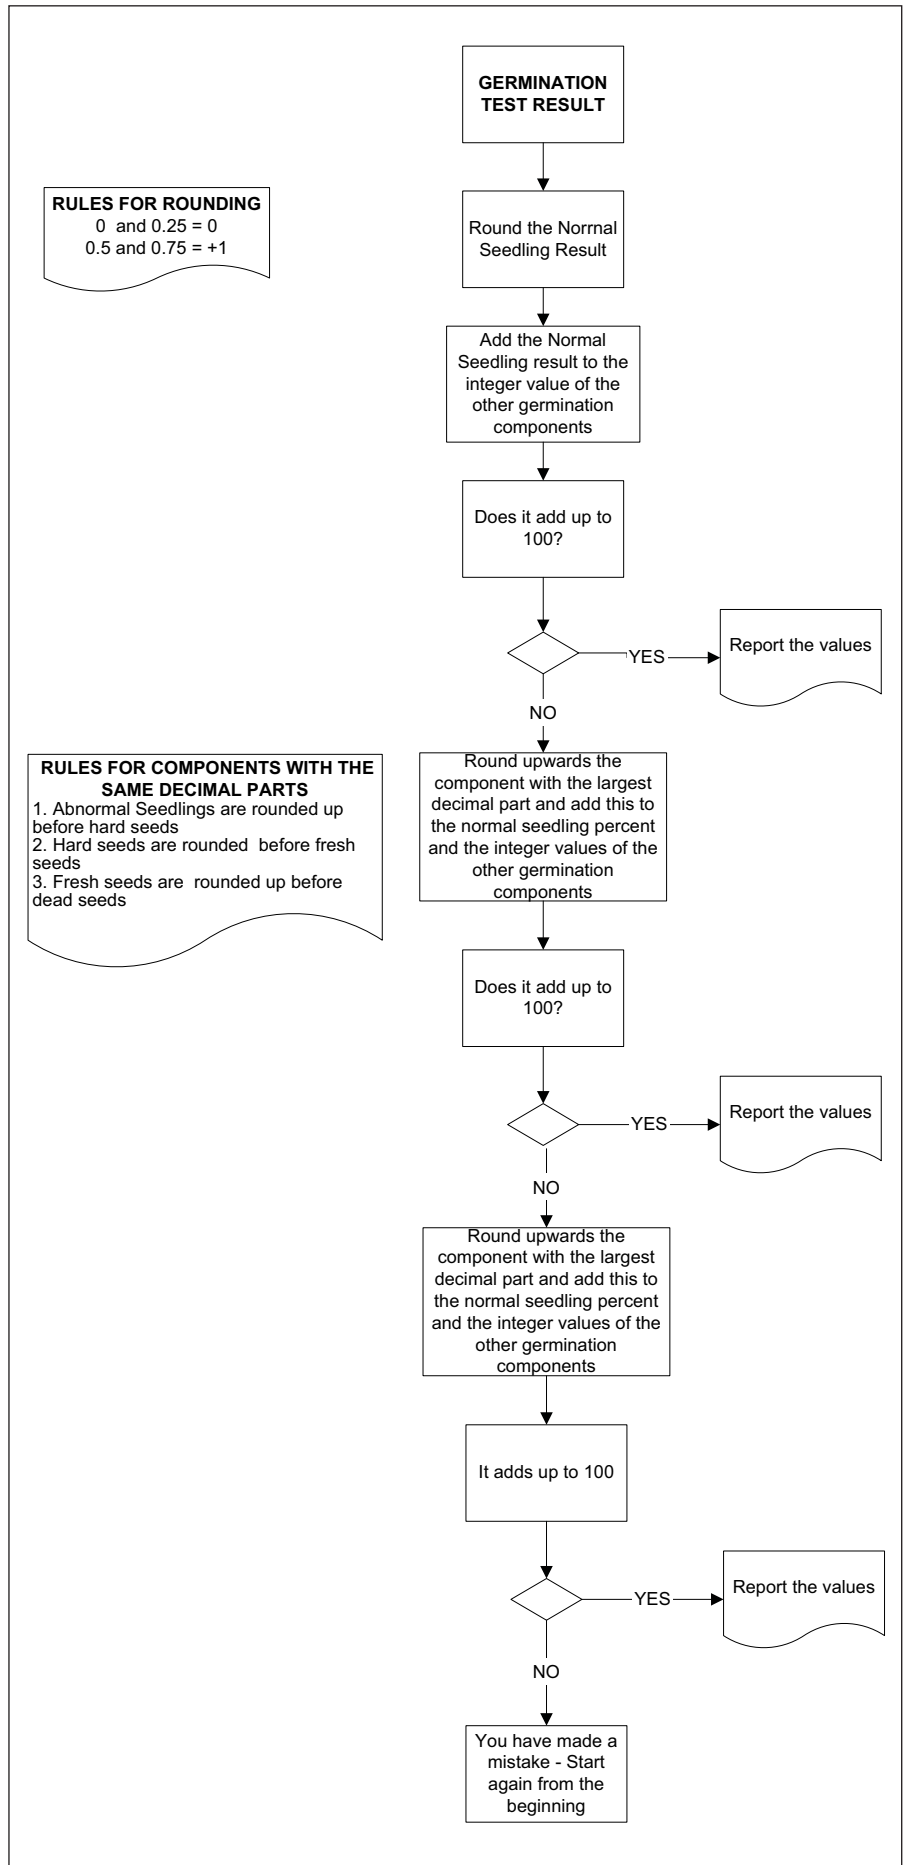 GERMINATION
TEST RESULT
RULES FOR ROUNDING
0 and 0.25 = 0
0.5 and 0.75 = +1
Round the Norrnal
Seedling Result
Add the Normal
Seedling result to the
integer value of the
other germination
components
Does it add up to
100?
YES
Report the values
NO
RULES FOR COMPONENTS WITH THE
SAME DECIMAL PARTS
1. Abnormal Seedlings are rounded up
before hard seeds
2. Hard seeds are rounded before fresh
seeds
3. Fresh seeds are rounded up before
dead seeds
Round upwards the
component with the largest
decimal part and add this to
the normal seedling percent
and the integer values of the
other germination
components
Does it add up to
100?
YES
Report the values
NO
Round upwards the
component with the largest
decimal part and add this to
the normal seedling percent
and the integer values of the
other germination
components
It adds up to 100
YES
Report the values
NO
You have made a
mistake - Start
again from the
beginning